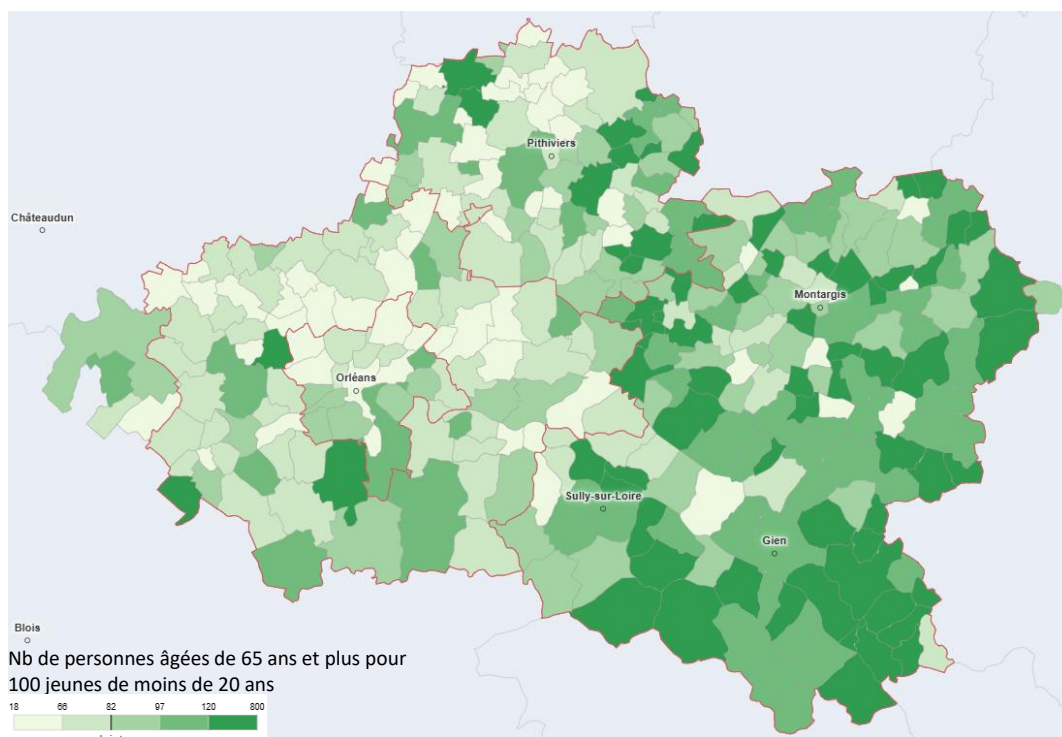 Pithiviers
Châteaudun
Montargis
Orléans
Sully-sur-Loire
Gien
Blois
Nb de personnes âgées de 65 ans et plus pour
100 jeunes de moins de 20 ans
18 66 82 97 120 800